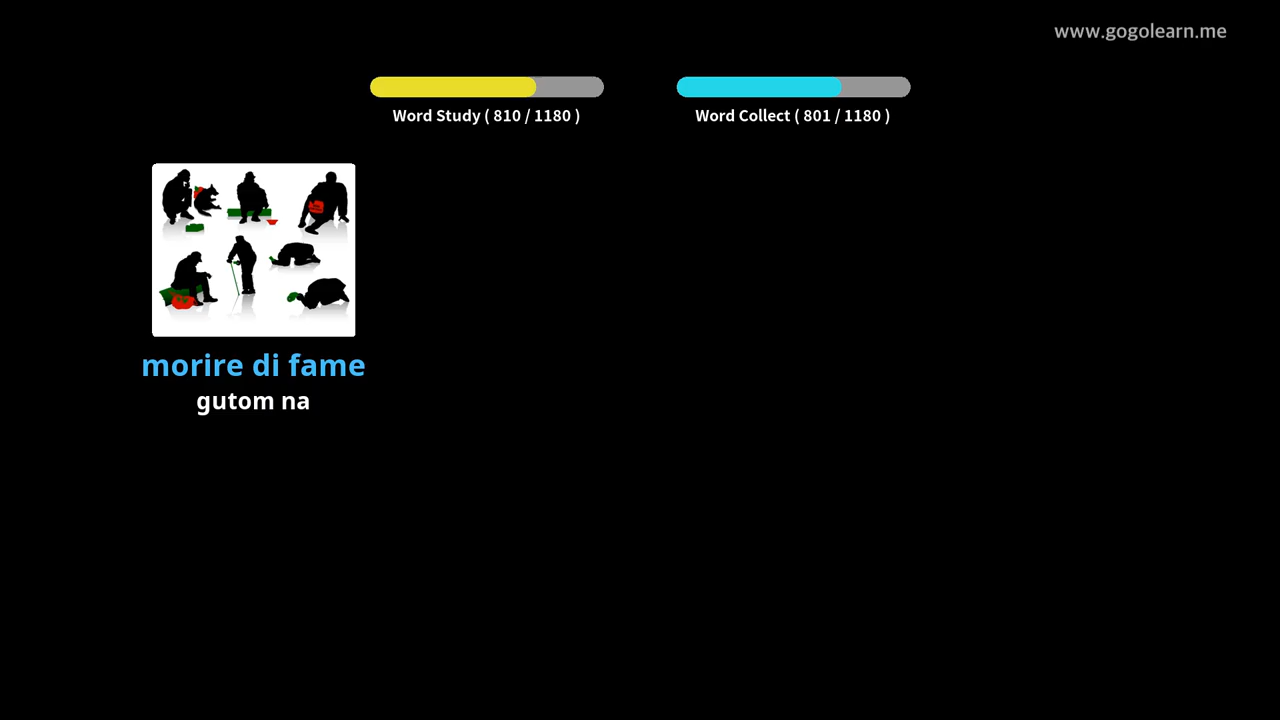 www.gogolearn.me
Word Study ( 810 / 1180 )
Word Collect ( 801 / 1180 )
morire di fame
gutom na